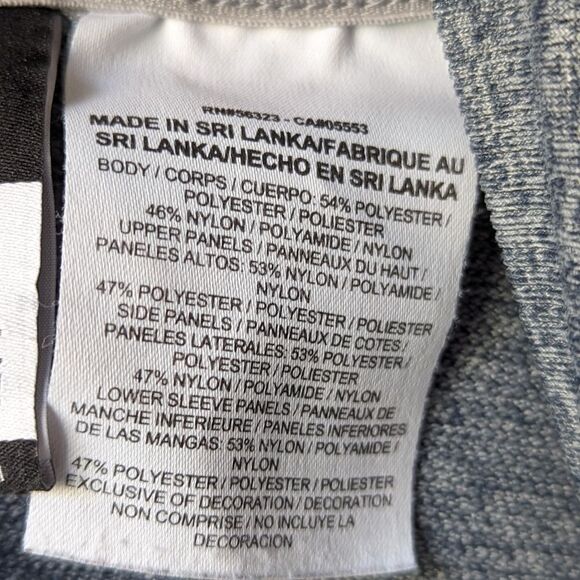 RN#56323 - CA#05553
MADE IN SRI LANKA/FABRIQUE AU
SRI LANKA/HECHO EN SRI LANKA
BODY / CORPS / CUERPO: 54% POLYESTER /
POLYESTER / POLIESTER
46% NYLON / POLYAMIDE / NYLON
UPPER PANELS / PANNEAUX DU HAUT /
PANELES ALTOS: 53% NYLON / POLYAMIDE /
NYLON
47% POLYESTER / POLYESTER / POLIESTER
SIDE PANELS / PANNEAUX DE COTES /
PANELES LATERALES: 53% POLYESTER /
POLYESTER / POLIESTER
47% NYLON / POLYAMIDE / NYLON
LOWER SLEEVE PANELS / PANNEAUX DE
MANCHE INFERIEURE / PANELES INFERIORES
DE LAS MANGAS: 53% NYLON / POLYAMIDE /
NYLON
47% POLYESTER / POLYESTER / POLIESTER
EXCLUSIVE OF DECORATION / DECORATION
NON COMPRISE / NO INCLUYE LA
DECORACION